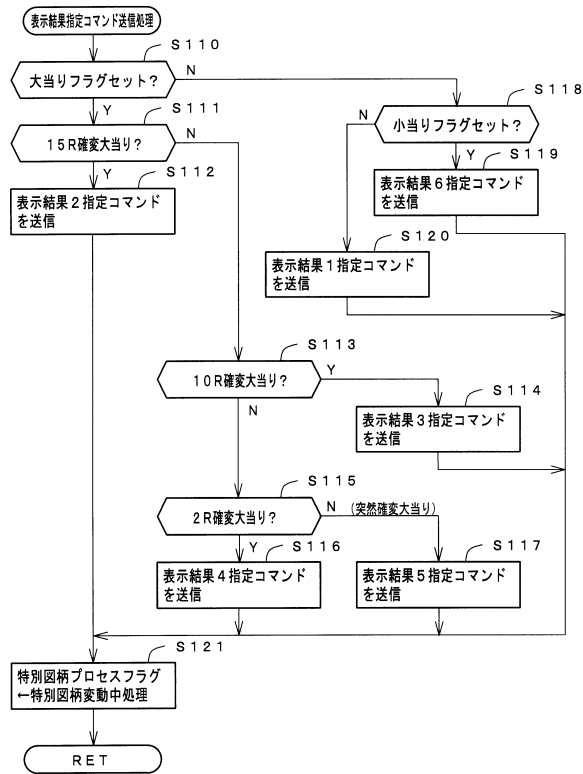 表示結果指定コマンド送信処理
S110
大当りフラグセット?
N
Y
S111
15R確変大当り?
N
Y
S112
表示結果2指定コマンド
を送信
S118
N
小当りフラグセット?
Y
S119
表示結果6指定コマンド
を送信
S120
表示結果1指定コマンド
を送信
S113
10R確変大当り?
Y
N
S114
表示結果3指定コマンド
を送信
S115
2R確変大当り?
N (突然確変大当り)
Y
S116
表示結果4指定コマンド
を送信
S117
表示結果5指定コマンド
を送信
S121
特別図柄プロセスフラグ
←特別図柄変動中処理
RET